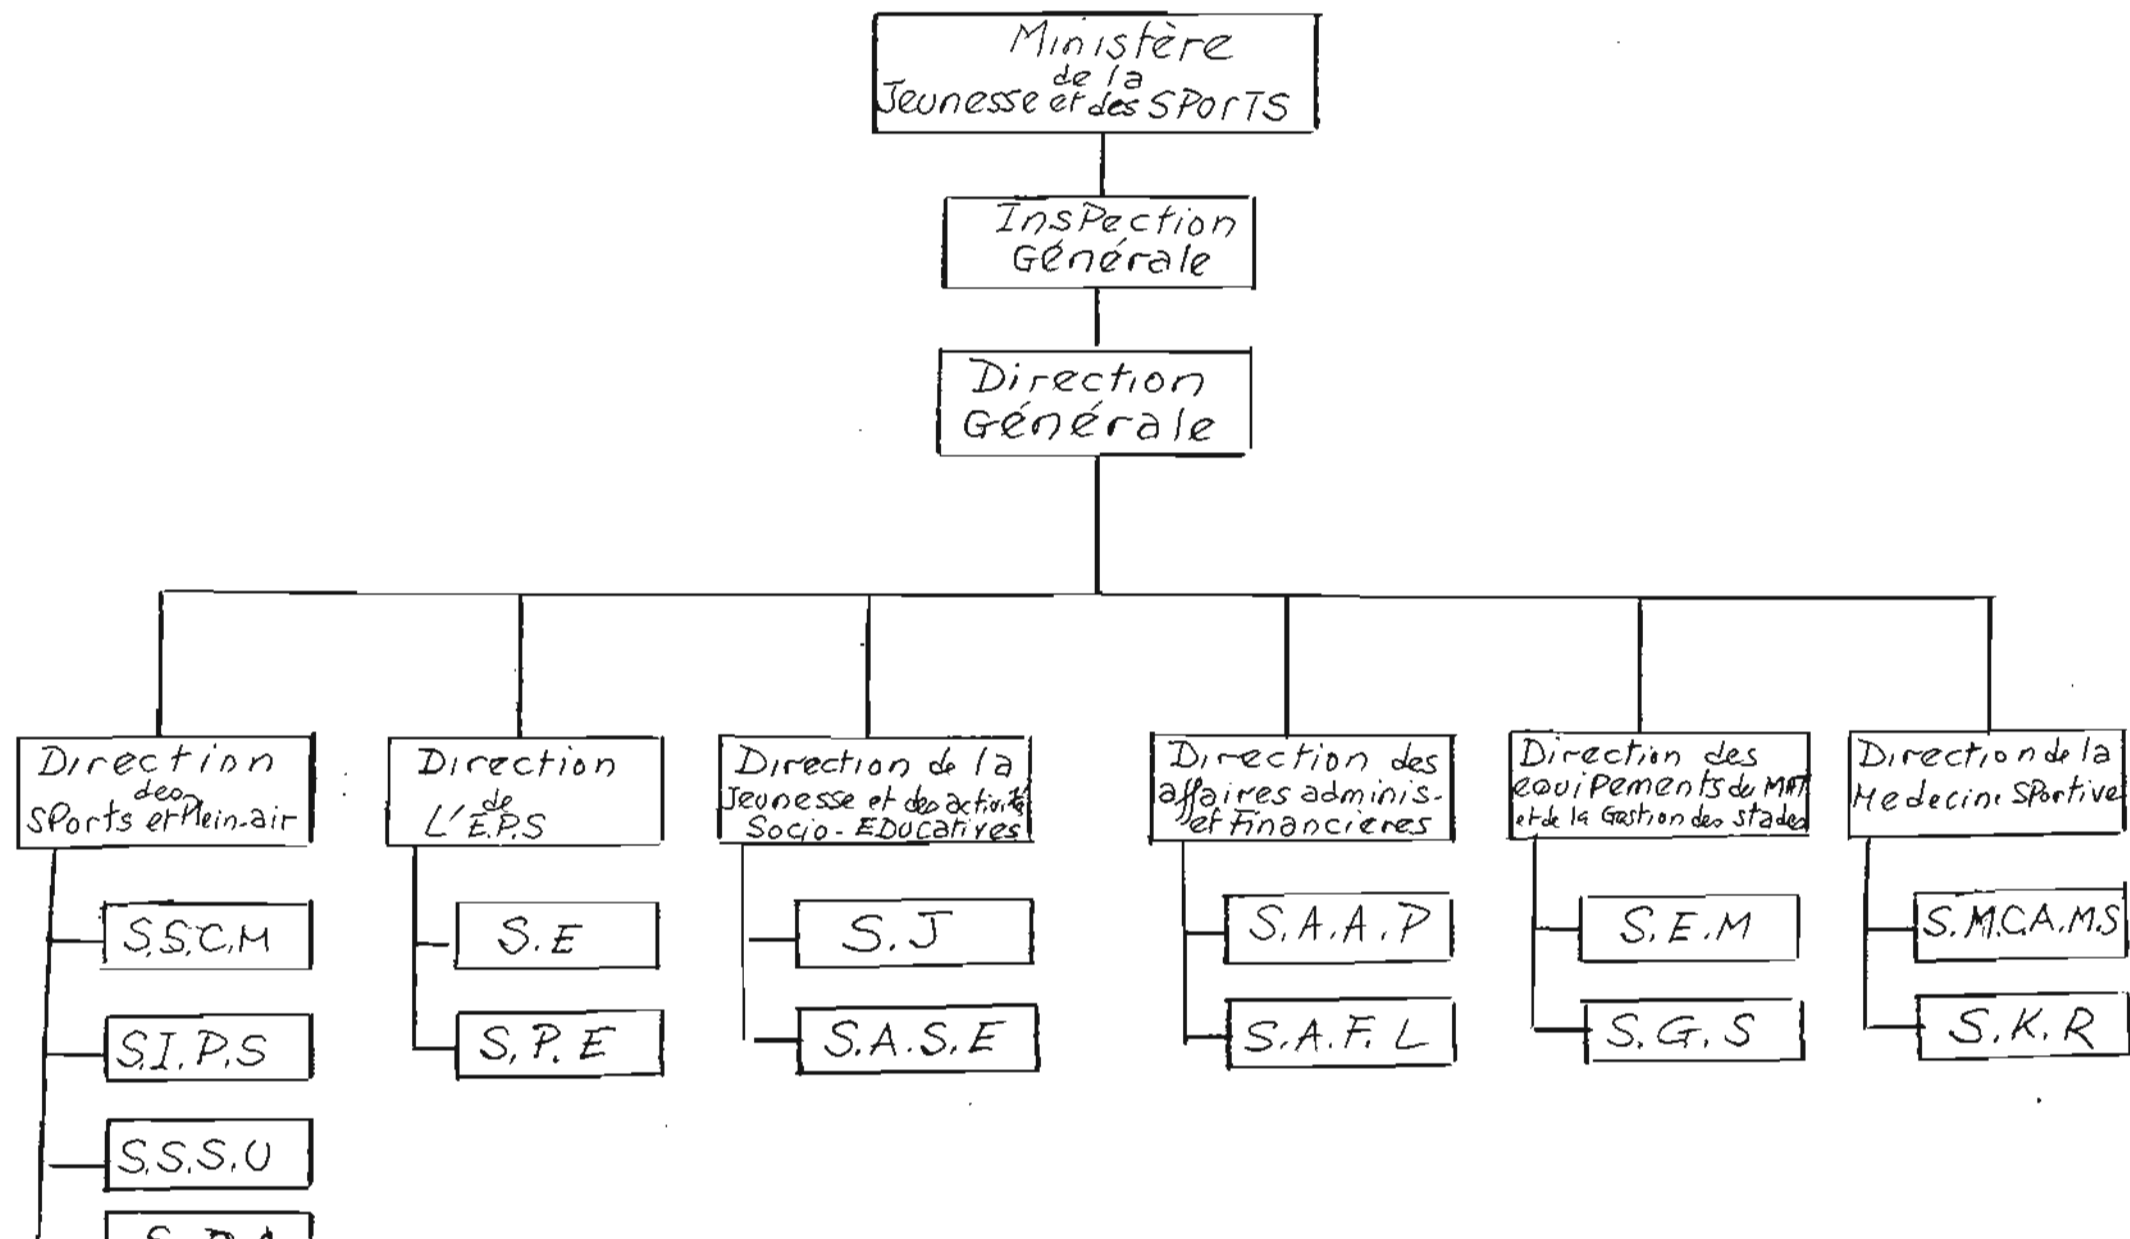 Ministère
de la
Jeunesse et des SPorTS
InsPection
Générale
Direction
Générale
Direction
des
SPorts et Plein-air
Direction
de
L'E.P.S
Direction de la
Jeunesse et des activités
Socio-EDUcatives
Direction des
affaires adminis-
et Financieres
Direction des
equipements du MAT
et de la Gestion des stades
Direction de la
Medecine SPortive
S.S.C.M
S.E
S.J
S.A.A.P
S.E.M
S.M.C.A.M.S
S.I.P.S
S.P.E
S.A.S.E
S.A.F.L
S.G.S
S.K.R
S.S.S.U